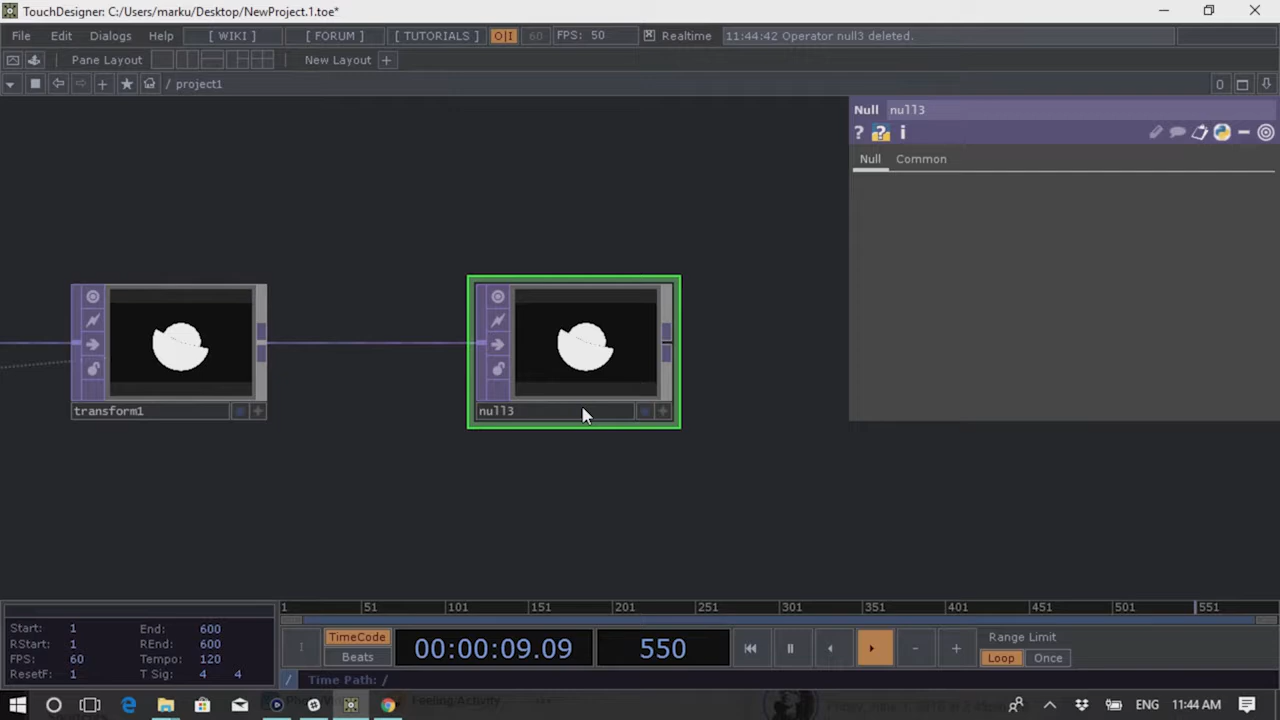 TouchDesigner: C:/Users/marku/Desktop/NewProject.1.toe*
File Edit Dialogs Help [ WIKI ] [ FORUM ] [ TUTORIALS ] O|I 60 FPS: 50 Realtime 11:44:42 Operator null3 deleted.
Pane Layout New Layout +
/ project1 0
Null null3
? ? i
Null Common
transform1
null3
1 51 101 151 201 251 301 351 401 451 501 551
Start: 1 End: 600
RStart: 1 REnd: 600
FPS: 60 Tempo: 120
ResetF: 1 T Sig: 4 4
TimeCode
Beats
00:00:09.09 550
Range Limit
Loop Once
/ Time Path: /
Feeling/Activity
ENG 11:44 AM